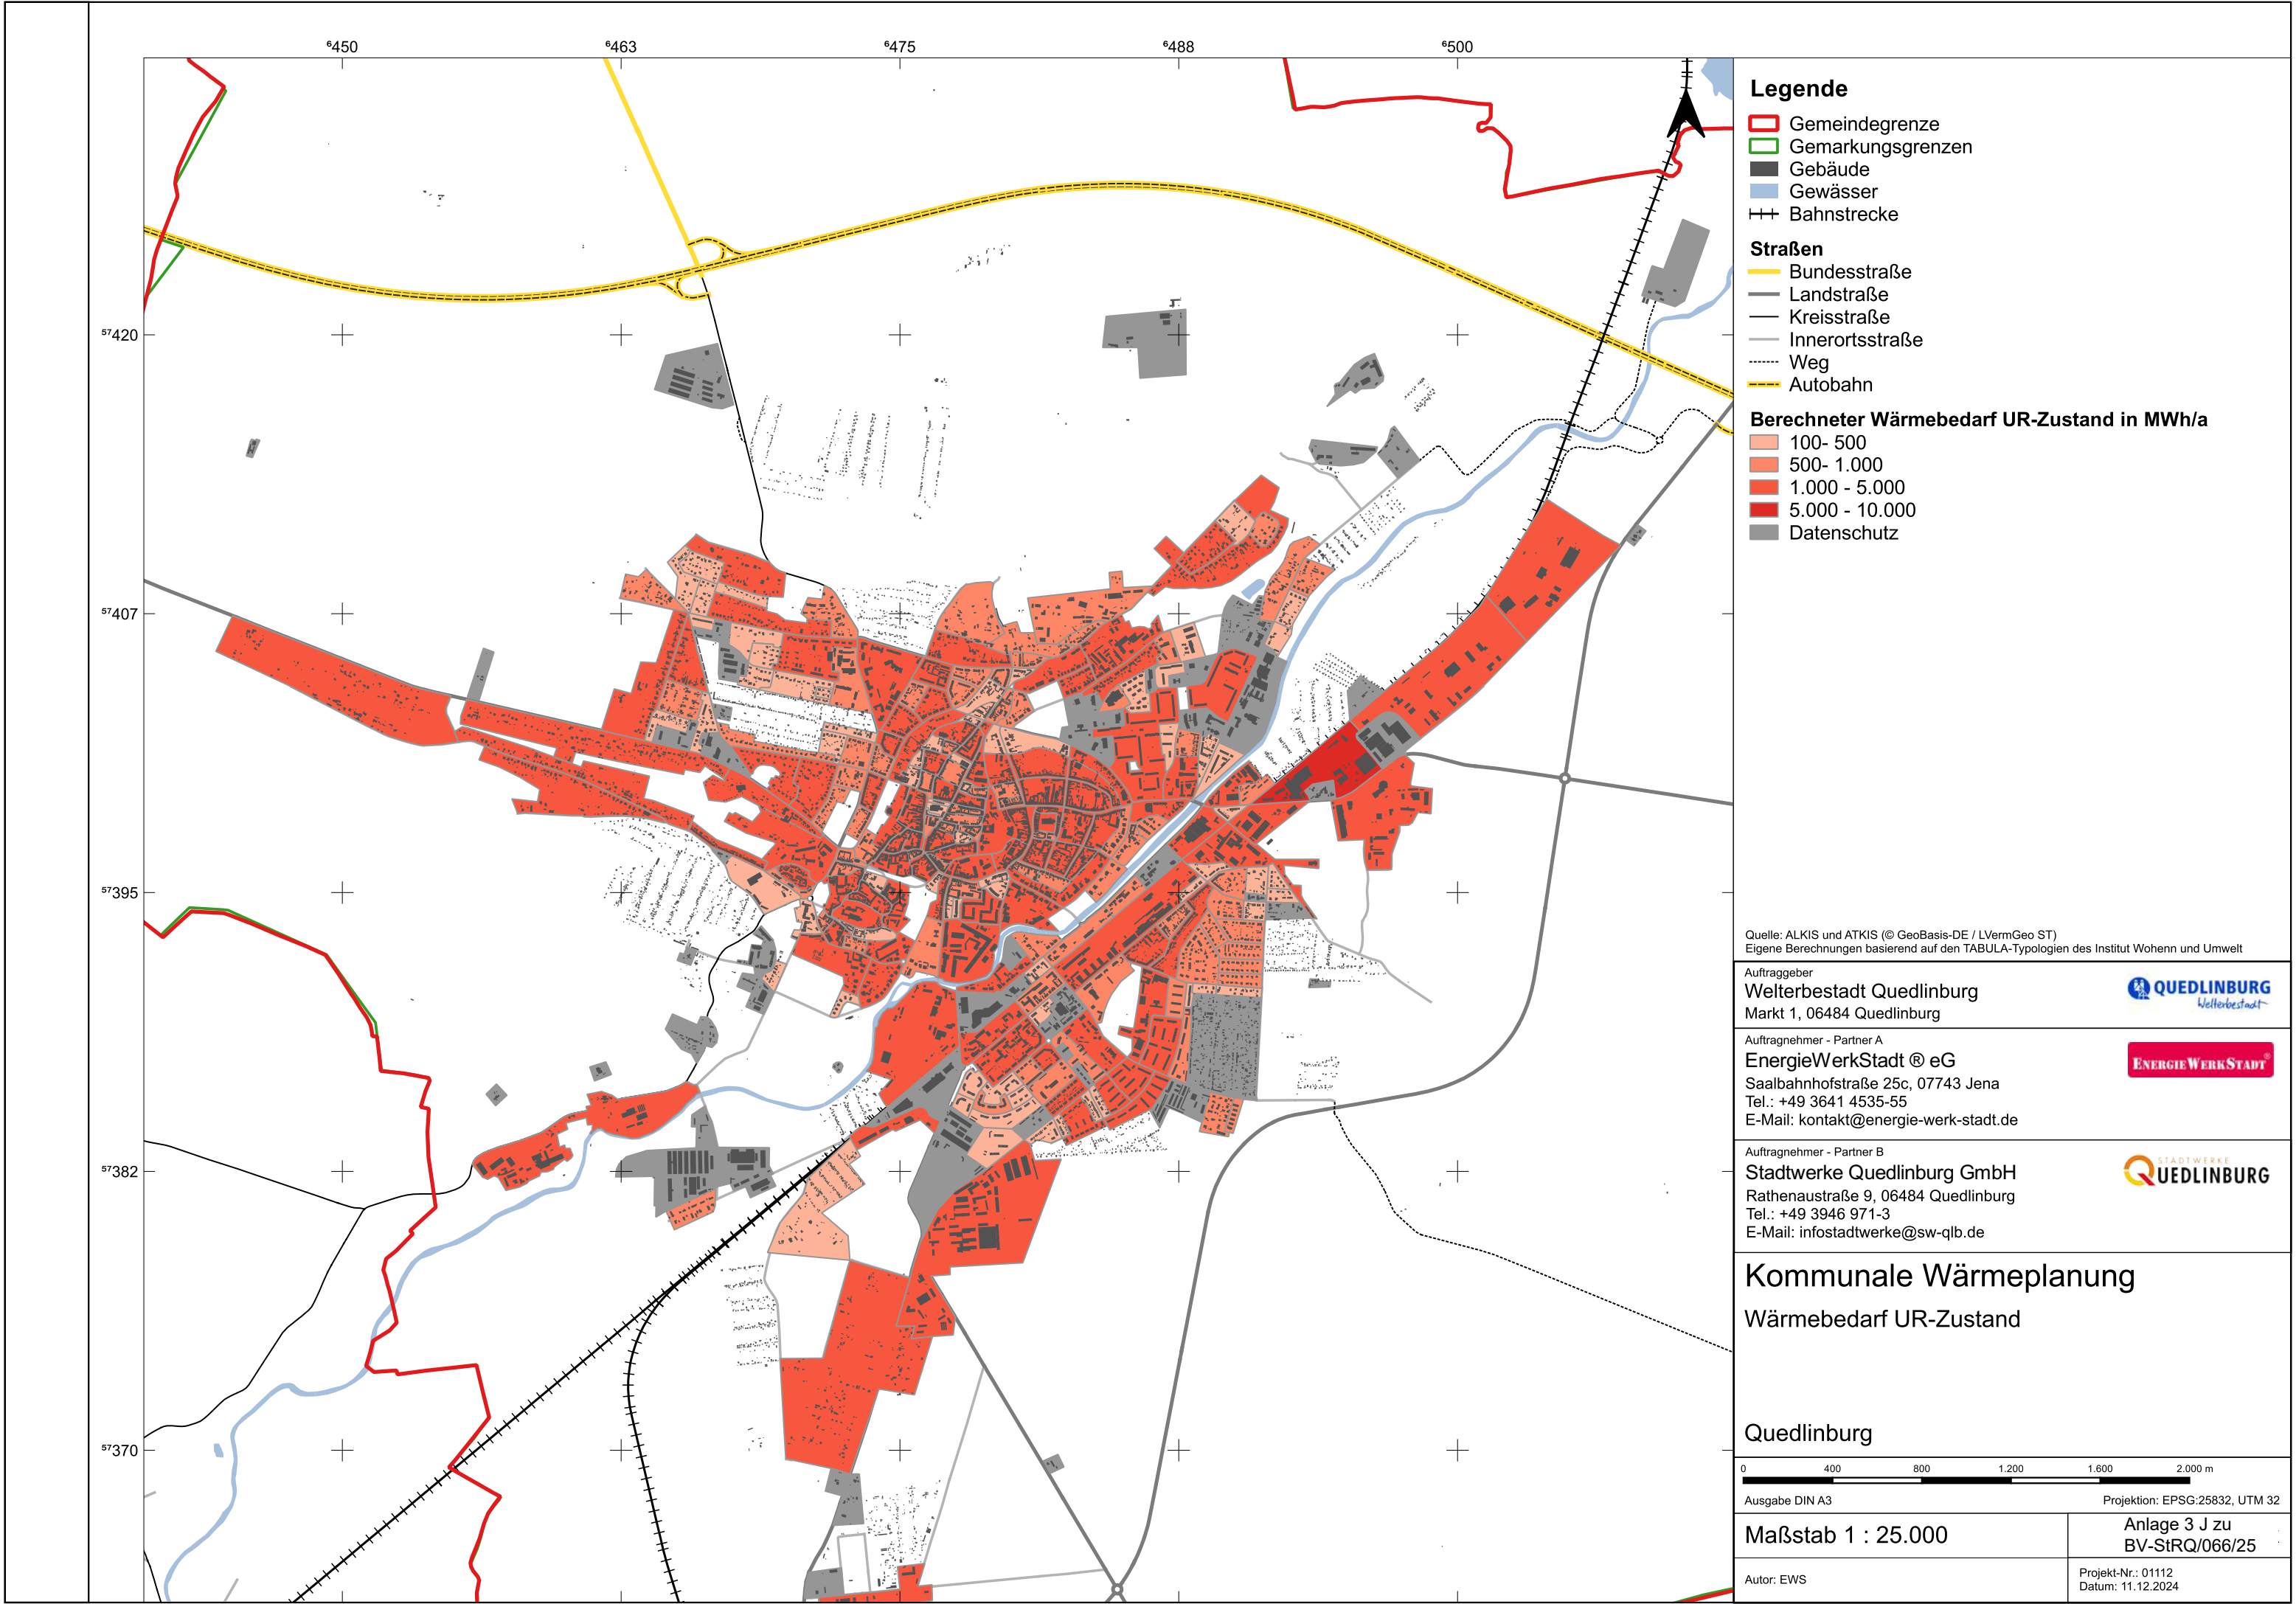 ⁶450
⁶463
⁶475
⁶488
⁶500
⁵⁷420
⁵⁷407
⁵⁷395
⁵⁷382
⁵⁷370
Legende
Gemeindegrenze
Gemarkungsgrenzen
Gebäude
Gewässer
Bahnstrecke
Straßen
Bundesstraße
Landstraße
Kreisstraße
Innerortsstraße
Weg
Autobahn
Berechneter Wärmebedarf UR-Zustand in MWh/a
100- 500
500- 1.000
1.000 - 5.000
5.000 - 10.000
Datenschutz
Quelle: ALKIS und ATKIS (© GeoBasis-DE / LVermGeo ST)
Eigene Berechnungen basierend auf den TABULA-Typologien des Institut Wohenn und Umwelt
Auftraggeber
Welterbestadt Quedlinburg
Markt 1, 06484 Quedlinburg
QUEDLINBURG
Welterbestadt
Auftragnehmer - Partner A
EnergieWerkStadt ® eG
Saalbahnhofstraße 25c, 07743 Jena
Tel.: +49 3641 4535-55
E-Mail: kontakt@energie-werk-stadt.de
ENERGIEWERKSTADT®
Auftragnehmer - Partner B
Stadtwerke Quedlinburg GmbH
Rathenaustraße 9, 06484 Quedlinburg
Tel.: +49 3946 971-3
E-Mail: infostadtwerke@sw-qlb.de
STADTWERKE
QUEDLINBURG
Kommunale Wärmeplanung
Wärmebedarf UR-Zustand
Quedlinburg
0 400 800 1.200 1.600 2.000 m
Ausgabe DIN A3
Projektion: EPSG:25832, UTM 32
Maßstab 1 : 25.000
Anlage 3 J zu
BV-StRQ/066/25
Autor: EWS
Projekt-Nr.: 01112
Datum: 11.12.2024